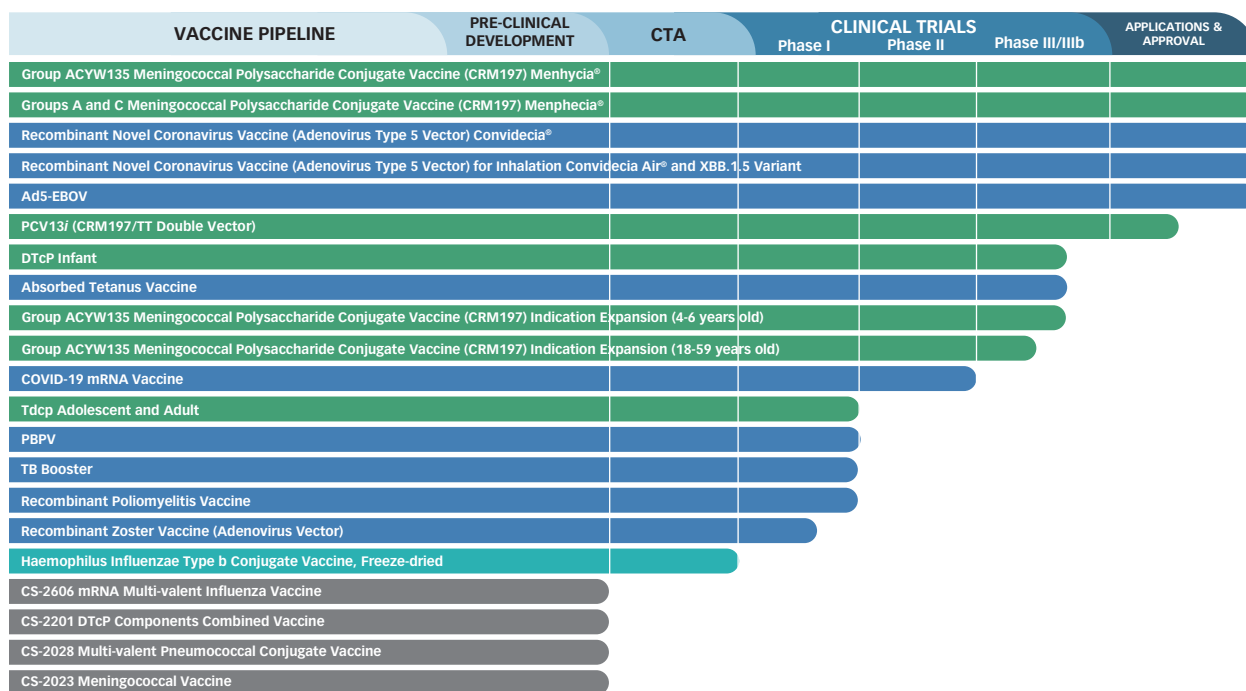 VACCINE PIPELINE
PRE-CLINICAL
DEVELOPMENT
CTA
CLINICAL TRIALS
Phase I
Phase II
Phase III/IIIb
APPLICATIONS &
APPROVAL
Group ACYW135 Meningococcal Polysaccharide Conjugate Vaccine (CRM197) Menhycia®
Groups A and C Meningococcal Polysaccharide Conjugate Vaccine (CRM197) Menphecia®
Recombinant Novel Coronavirus Vaccine (Adenovirus Type 5 Vector) Convidecia®
Recombinant Novel Coronavirus Vaccine (Adenovirus Type 5 Vector) for Inhalation Convidecia Air® and XBB.1.5 Variant
Ad5-EBOV
PCV13i (CRM197/TT Double Vector)
DTcP Infant
Absorbed Tetanus Vaccine
Group ACYW135 Meningococcal Polysaccharide Conjugate Vaccine (CRM197) Indication Expansion (4-6 years old)
Group ACYW135 Meningococcal Polysaccharide Conjugate Vaccine (CRM197) Indication Expansion (18-59 years old)
COVID-19 mRNA Vaccine
Tdcp Adolescent and Adult
PBPV
TB Booster
Recombinant Poliomyelitis Vaccine
Recombinant Zoster Vaccine (Adenovirus Vector)
Haemophilus Influenzae Type b Conjugate Vaccine, Freeze-dried
CS-2606 mRNA Multi-valent Influenza Vaccine
CS-2201 DTcP Components Combined Vaccine
CS-2028 Multi-valent Pneumococcal Conjugate Vaccine
CS-2023 Meningococcal Vaccine